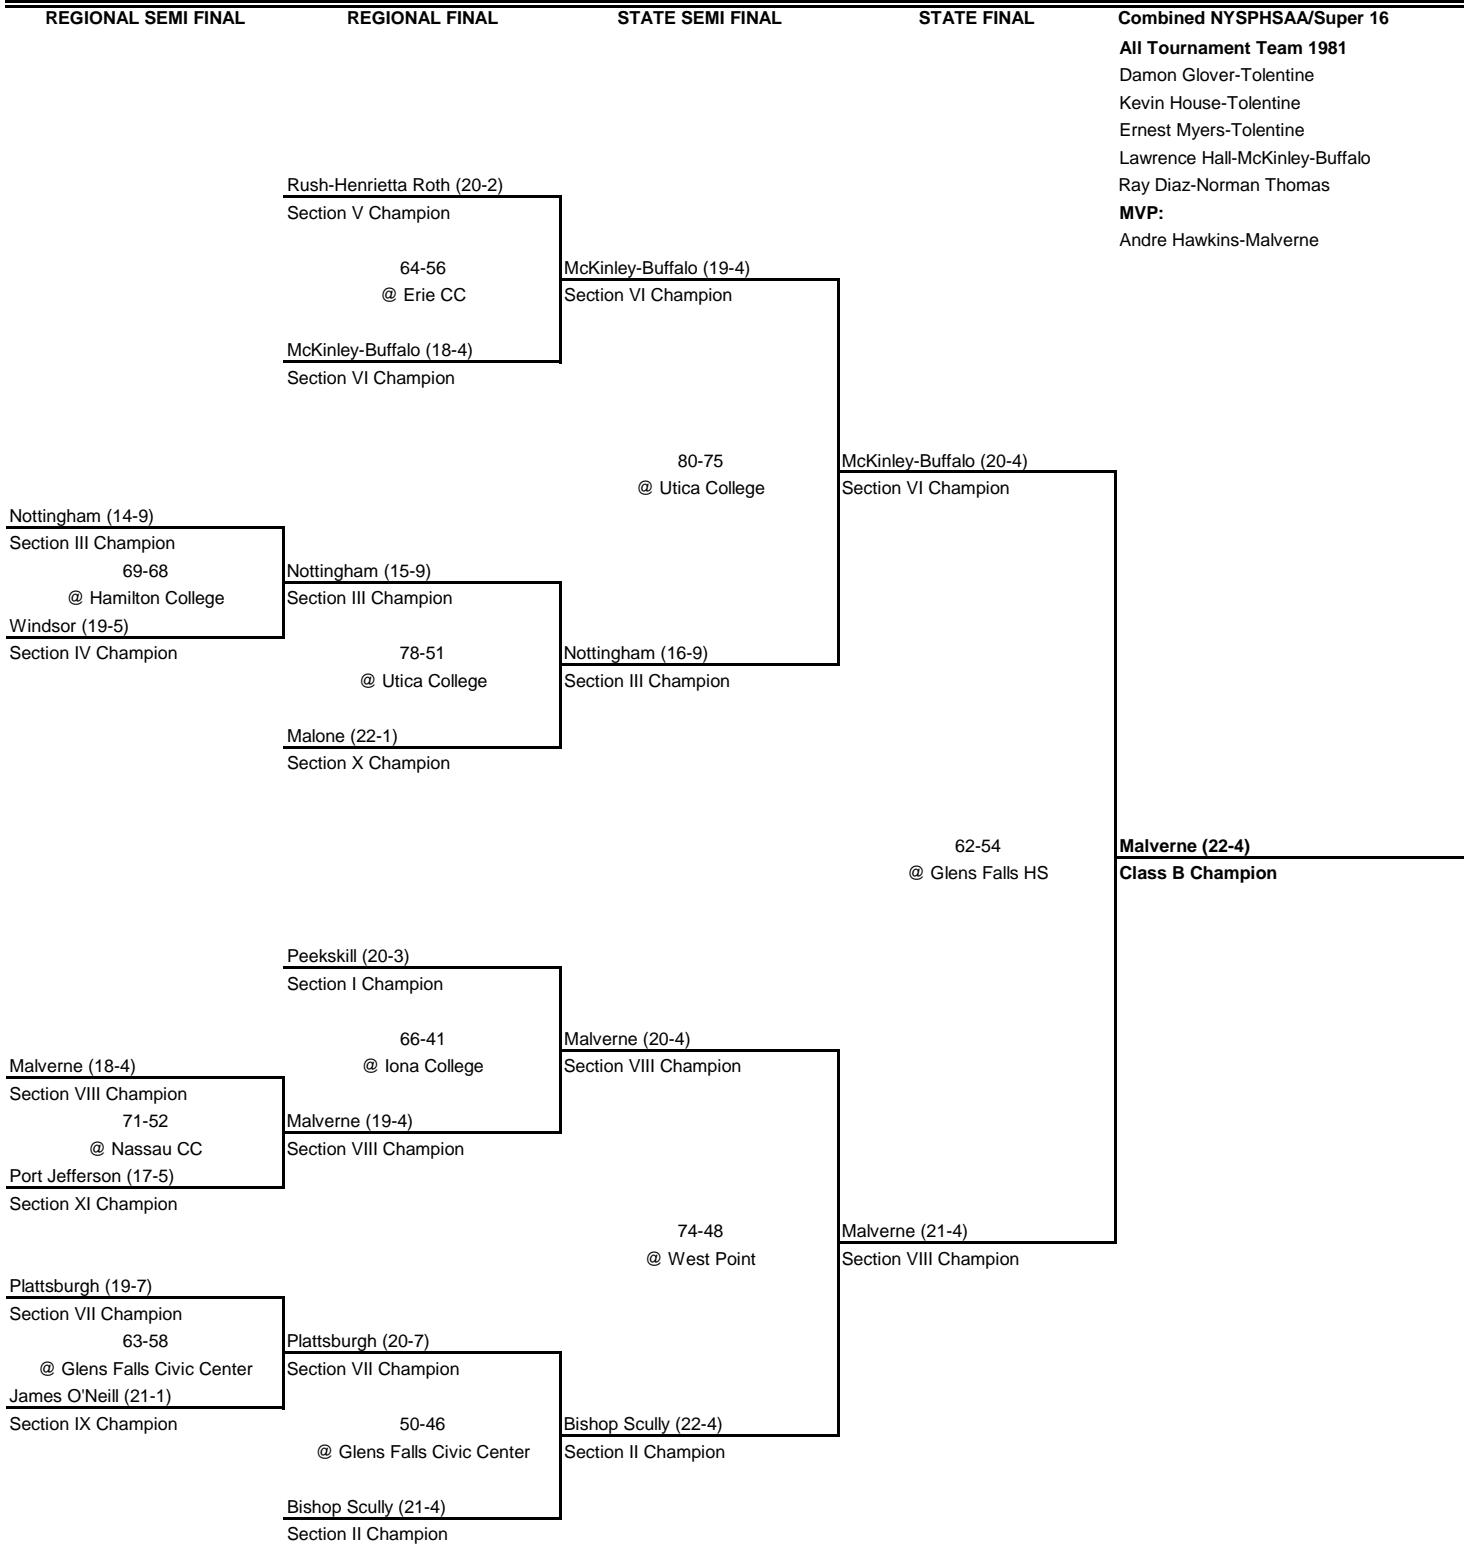 REGIONAL SEMI FINAL REGIONAL FINAL STATE SEMI FINAL STATE FINAL Combined NYSPHSAA/Super 16
All Tournament Team 1981
Damon Glover-Tolentine
Kevin House-Tolentine
Ernest Myers-Tolentine
Lawrence Hall-McKinley-Buffalo
Rush-Henrietta Roth (20-2) Ray Diaz-Norman Thomas
Section V Champion MVP:
Andre Hawkins-Malverne
64-56 McKinley-Buffalo (19-4)
@ Erie CC Section VI Champion
McKinley-Buffalo (18-4)
Section VI Champion
80-75 McKinley-Buffalo (20-4)
@ Utica College Section VI Champion
Nottingham (14-9)
Section III Champion
69-68 Nottingham (15-9)
@ Hamilton College Section III Champion
Windsor (19-5)
Section IV Champion 78-51 Nottingham (16-9)
@ Utica College Section III Champion
Malone (22-1)
Section X Champion
62-54 Malverne (22-4)
@ Glens Falls HS Class B Champion
Peekskill (20-3)
Section I Champion
66-41 Malverne (20-4)
Malverne (18-4) @ Iona College Section VIII Champion
Section VIII Champion
71-52 Malverne (19-4)
@ Nassau CC Section VIII Champion
Port Jefferson (17-5)
Section XI Champion
74-48 Malverne (21-4)
@ West Point Section VIII Champion
Plattsburgh (19-7)
Section VII Champion
63-58 Plattsburgh (20-7)
@ Glens Falls Civic Center Section VII Champion
James O'Neill (21-1)
Section IX Champion 50-46 Bishop Scully (22-4)
@ Glens Falls Civic Center Section II Champion
Bishop Scully (21-4)
Section II Champion